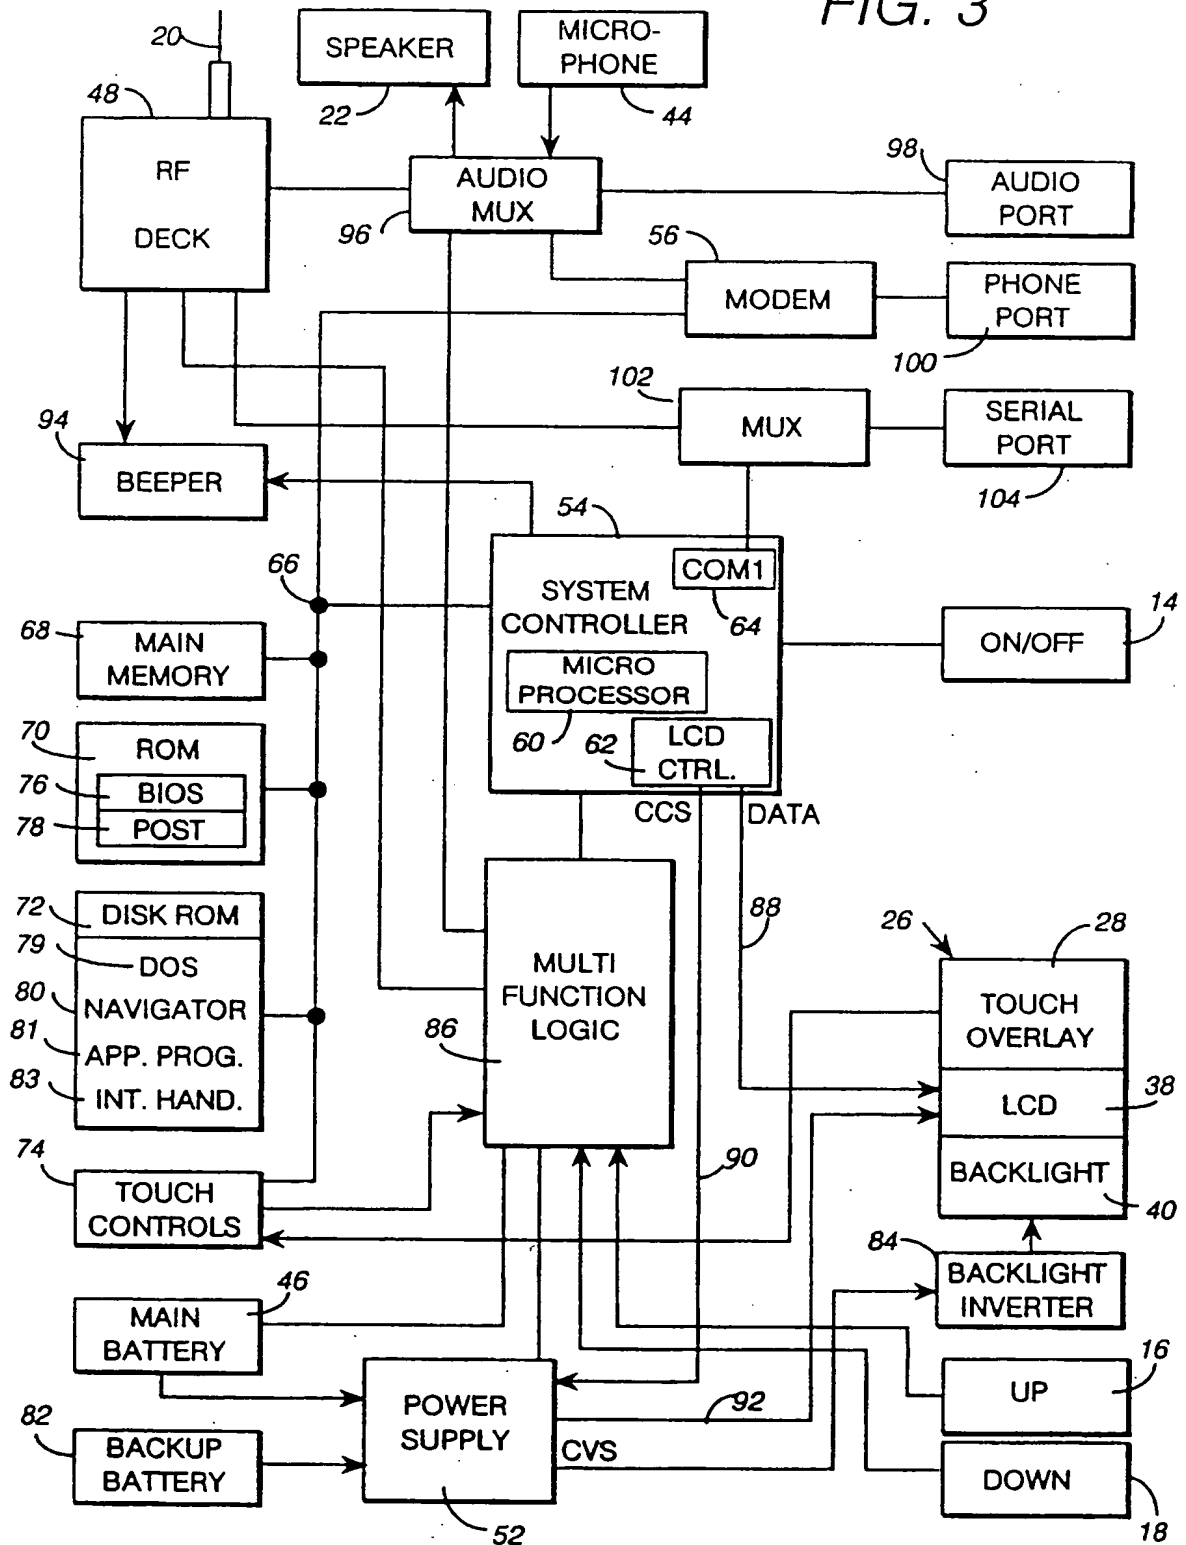 FIG. 3
20
SPEAKER
22
MICRO-
PHONE
44
48
RF
DECK
AUDIO
MUX
96
98
AUDIO
PORT
56
MODEM
PHONE
PORT
100
102
MUX
SERIAL
PORT
104
94
BEEPER
54
COM1
64
SYSTEM
CONTROLLER
MICRO
PROCESSOR
60
62
LCD
CTRL.
CCS
DATA
14
ON/OFF
66
68
MAIN
MEMORY
70
ROM
76
BIOS
78
POST
72
DISK ROM
79
DOS
80
NAVIGATOR
81
APP. PROG.
83
INT. HAND.
74
TOUCH
CONTROLS
MULTI
FUNCTION
LOGIC
86
88
90
26
28
TOUCH
OVERLAY
LCD
38
BACKLIGHT
40
84
BACKLIGHT
INVERTER
46
MAIN
BATTERY
82
BACKUP
BATTERY
POWER
SUPPLY
52
92
CVS
UP
16
DOWN
18